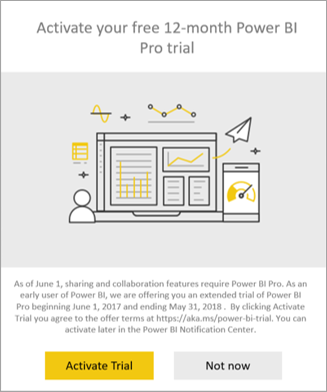 Activate your free 12-month Power BI
Pro trial
As of June 1, sharing and collaboration features require Power BI Pro. As an
early user of Power BI, we are offering you an extended trial of Power BI
Pro beginning June 1, 2017 and ending May 31, 2018 .  By clicking Activate
Trial you agree to the offer terms at https://aka.ms/power-bi-trial. You can
activate later in the Power BI Notification Center.
Activate Trial
Not now